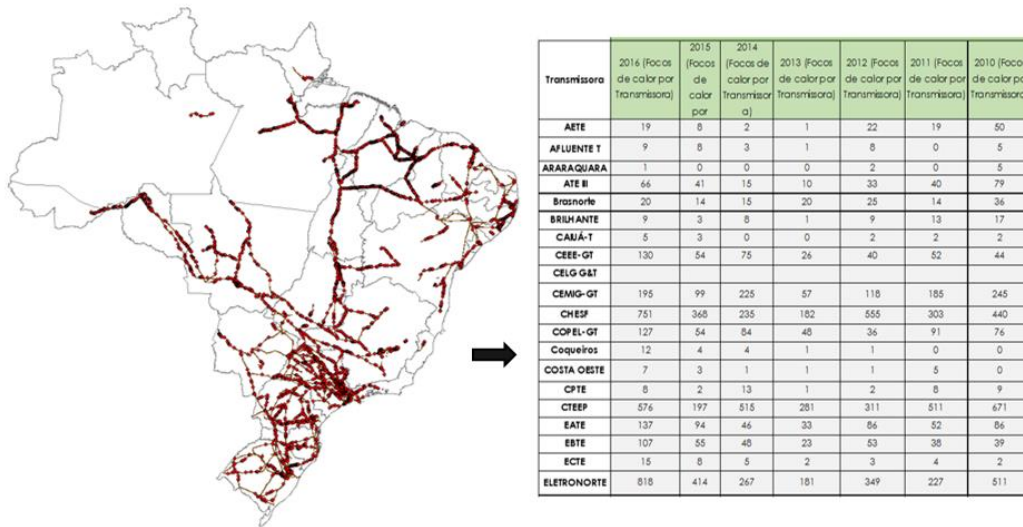 Transmissora 2016 (Focos de calor por Transmissora) 2015 (Focos de calor por 2014 (Focos de calor por Transmissora) 2013 (Focos de calor por Transmissora) 2012 (Focos de calor por Transmissora) 2011 (Focos de calor por Transmissora) 2010 (Focos de calor por Transmissora)
AETE 19 8 2 1 22 19 50
AFLUENTE T 9 8 3 1 8 0 5
ARARAQUARA 1 0 0 0 2 0 5
ATE III 66 41 15 10 33 40 79
Brasnorte 20 14 15 20 25 14 36
BRILHANTE 9 3 8 1 9 13 17
CAIUÁ-T 5 3 0 0 2 2 2
CEEE-GT 130 54 75 26 40 52 44
CELG G&T
CEMIG-GT 195 99 225 57 118 185 245
CHESF 751 368 235 182 555 303 440
COPEL-GT 127 54 84 48 36 91 76
Coqueiros 12 4 4 1 1 0 0
COSTA OESTE 7 3 1 1 1 5 0
CPTE 8 2 13 1 2 8 9
CTEEP 576 197 515 281 311 511 671
EATE 137 94 46 33 86 52 86
EBTE 107 55 48 23 53 38 39
ECTE 15 8 5 2 3 4 2
ELETRONORTE 818 414 267 181 349 227 511